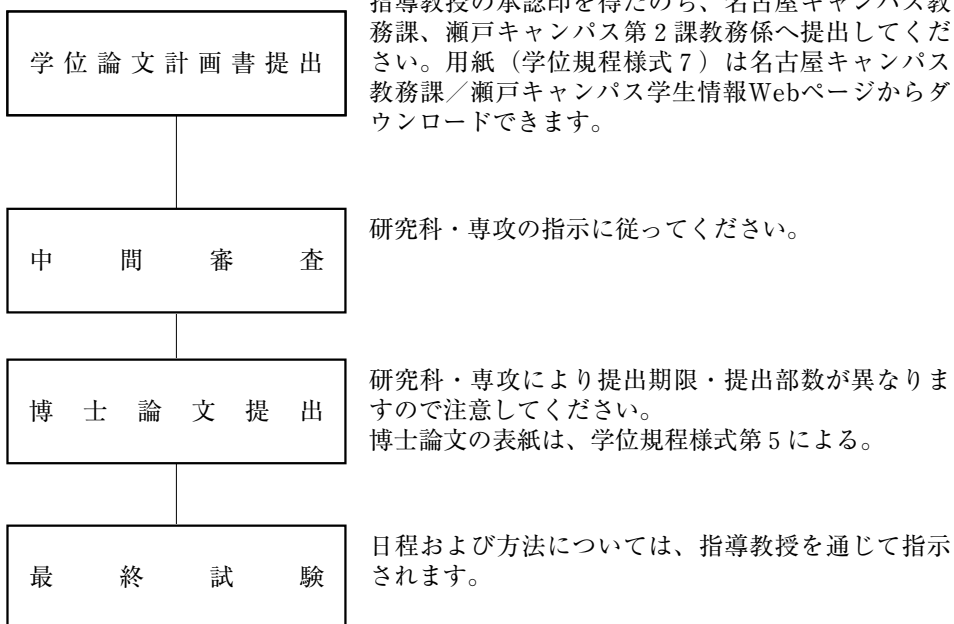 指導教授の承認印を得たのち、名古屋キャンパス教
学位論文計画書提出
務課、瀬戸キャンパス第2課教務係へ提出してくだ
さい。用紙（学位規程様式7）は名古屋キャンパス
教務課／瀬戸キャンパス学生情報Webページからダ
ウンロードできます。
中間審査
研究科・専攻の指示に従ってください。
博士論文提出
研究科・専攻により提出期限・提出部数が異なりま
すので注意してください。
博士論文の表紙は、学位規程様式第5による。
最終試験
日程および方法については、指導教授を通じて指示
されます。